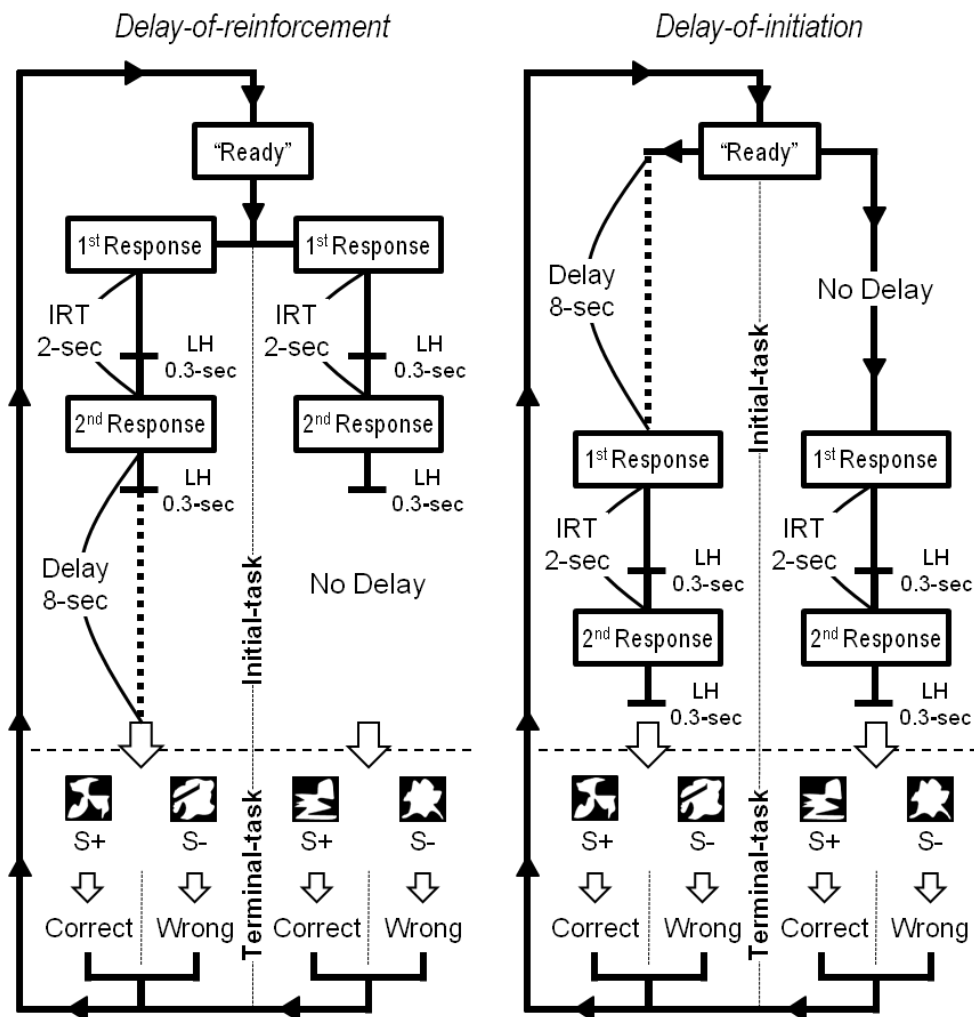 Delay-of-reinforcement
"Ready"
1st Response
1st Response
IRT
2-sec
LH
0.3-sec
IRT
2-sec
LH
0.3-sec
2nd Response
2nd Response
LH
0.3-sec
LH
0.3-sec
Delay
8-sec
No Delay
Initial-task
S+
S-
S+
S-
Terminal-task
Correct
Wrong
Correct
Wrong
Delay-of-initiation
"Ready"
Delay
8-sec
No Delay
Initial-task
1st Response
1st Response
IRT
2-sec
LH
0.3-sec
IRT
2-sec
LH
0.3-sec
2nd Response
2nd Response
LH
0.3-sec
LH
0.3-sec
S+
S-
S+
S-
Terminal-task
Correct
Wrong
Correct
Wrong